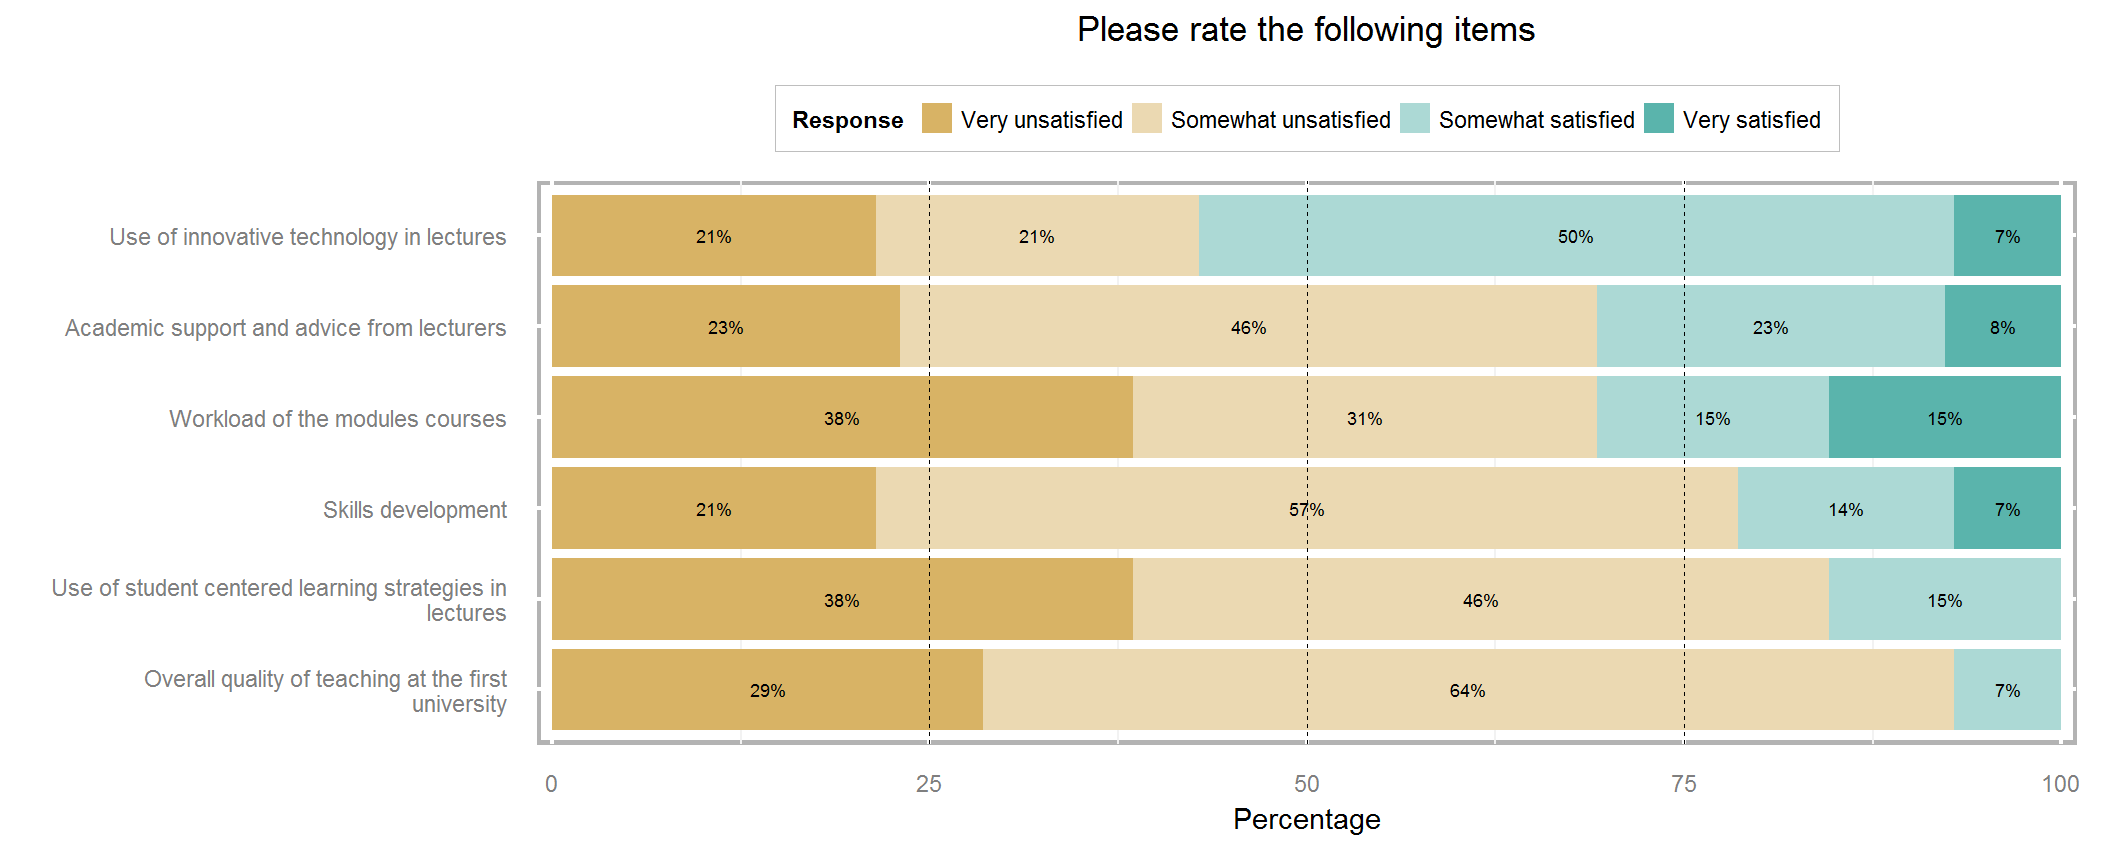 Please rate the following items
Response Very unsatisfied Somewhat unsatisfied Somewhat satisfied Very satisfied
Use of innovative technology in lectures 21% 21% 50% 7%
Academic support and advice from lecturers 23% 46% 23% 8%
Workload of the modules courses 38% 31% 15% 15%
Skills development 21% 57% 14% 7%
Use of student centered learning strategies in
lectures
38% 46% 15%
Overall quality of teaching at the first
university
29% 64% 7%
0 25 50 75 100
Percentage